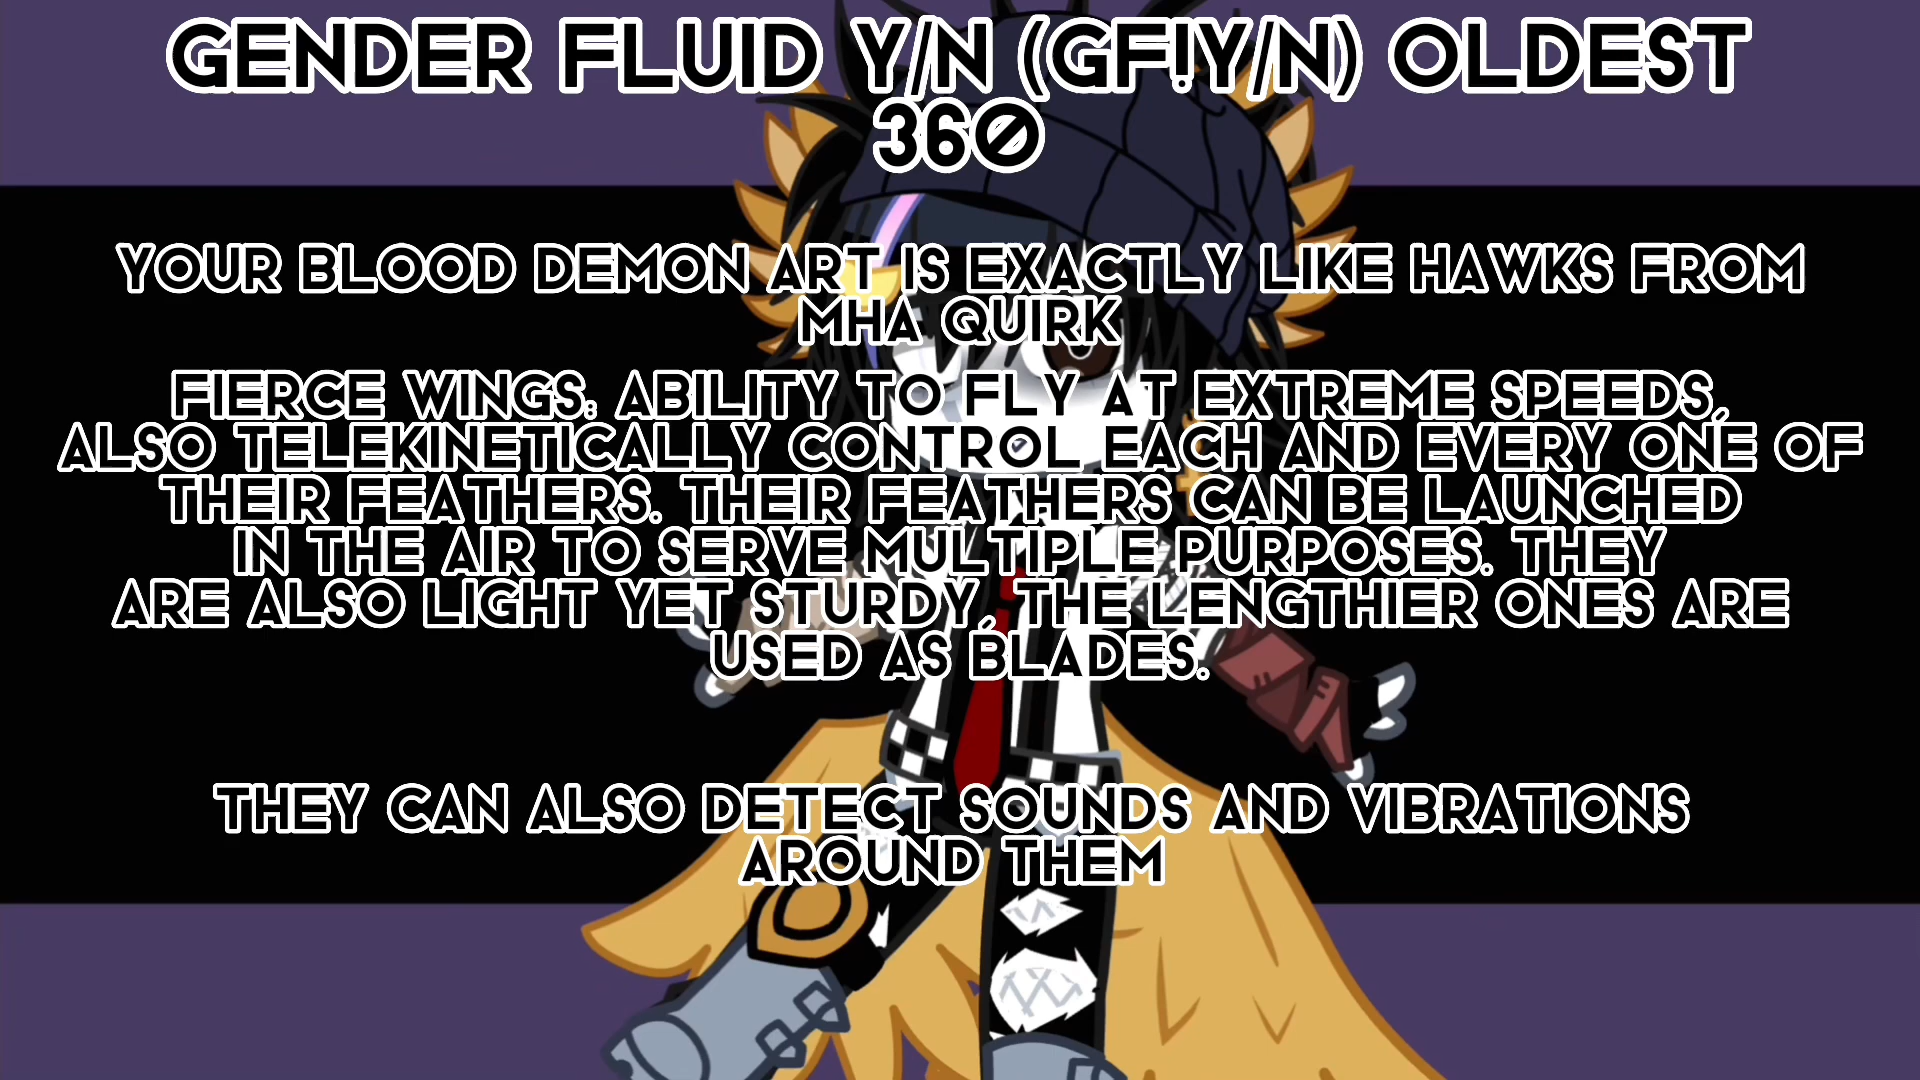 GENDER FLUID Y/N (GF!Y/N) OLDEST
360
YOUR BLOOD DEMON ART IS EXACTLY LIKE HAWKS FROM
MHA QUIRK
FIERCE WINGS: ABILITY TO FLY AT EXTREME SPEEDS,
ALSO TELEKINETICALLY CONTROL EACH AND EVERY ONE OF
THEIR FEATHERS. THEIR FEATHERS CAN BE LAUNCHED
IN THE AIR TO SERVE MULTIPLE PURPOSES. THEY
ARE ALSO LIGHT YET STURDY, THE LENGTHIER ONES ARE
USED AS BLADES.
THEY CAN ALSO DETECT SOUNDS AND VIBRATIONS
AROUND THEM